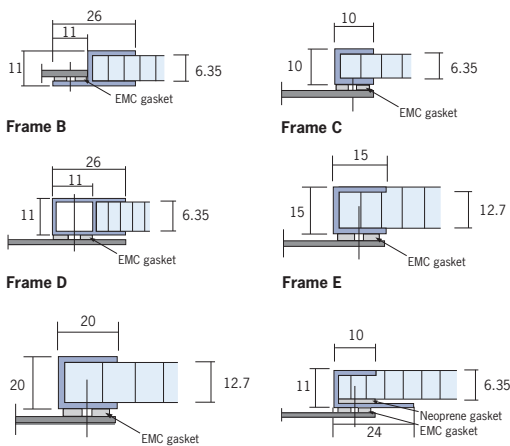 26
11
11
6.35
EMC gasket
Frame B
10
10
6.35
EMC gasket
Frame C
26
11
11
6.35
EMC gasket
Frame D
15
15
12.7
EMC gasket
Frame E
20
20
12.7
EMC gasket
10
11
6.35
Neoprene gasket
EMC gasket
24